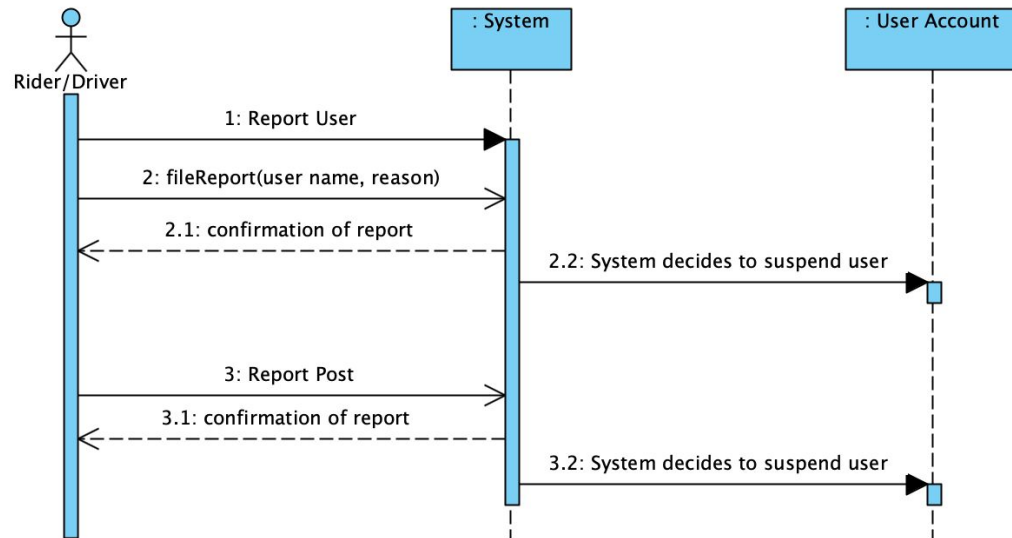 : System
: User Account
Rider/Driver
1: Report User
2: fileReport(user name, reason)
2.1: confirmation of report
2.2: System decides to suspend user
3: Report Post
3.1: confirmation of report
3.2: System decides to suspend user